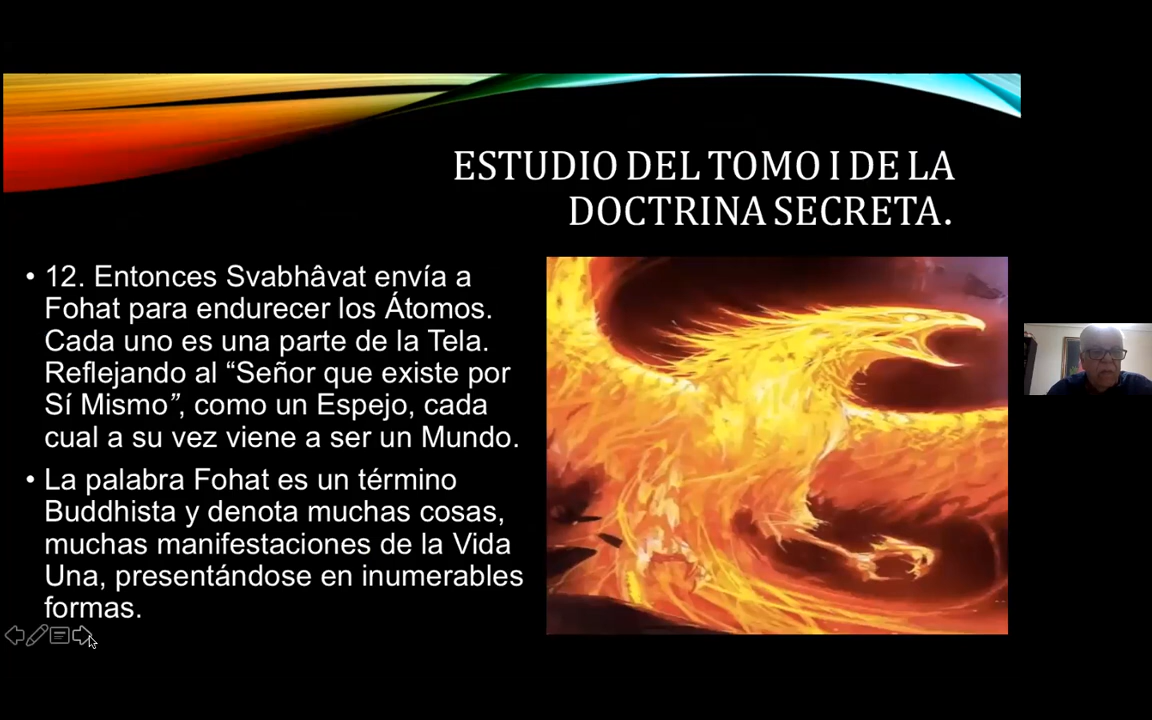 ESTUDIO DEL TOMO I DE LA
DOCTRINA SECRETA.
• 12. Entonces Svabhâvat envía a
Fohat para endurecer los Átomos.
Cada uno es una parte de la Tela.
Reflejando al “Señor que existe por
Sí Mismo”, como un Espejo, cada
cual a su vez viene a ser un Mundo.
• La palabra Fohat es un término
Buddhista y denota muchas cosas,
muchas manifestaciones de la Vida
Una, presentándose en inumerables
formas.